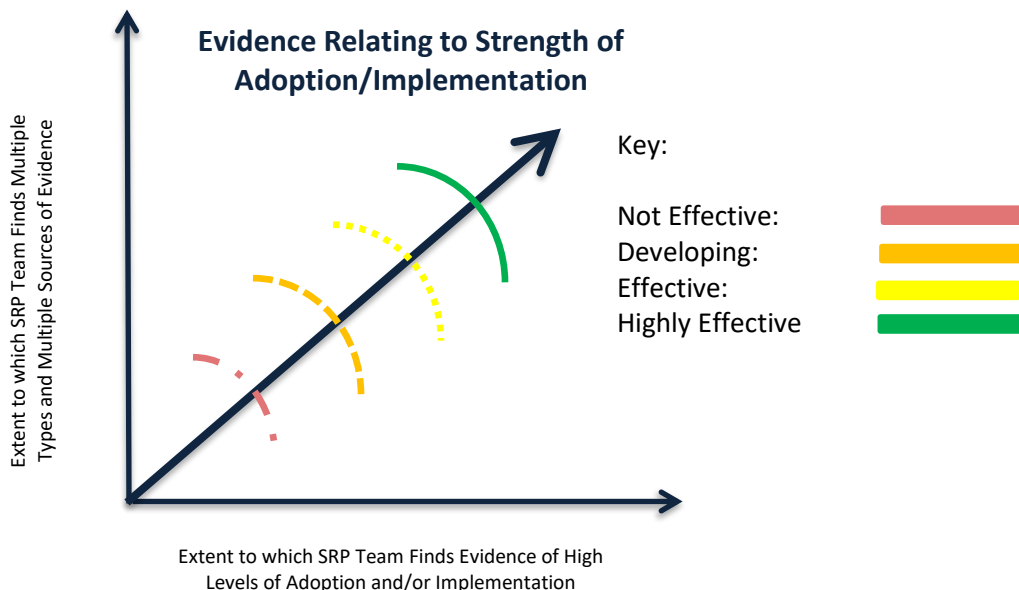 Evidence Relating to Strength of
Adoption/Implementation
Extent to which SRP Team Finds Multiple
Types and Multiple Sources of Evidence
Key:
Not Effective:
Developing:
Effective:
Highly Effective
Extent to which SRP Team Finds Evidence of High
Levels of Adoption and/or Implementation